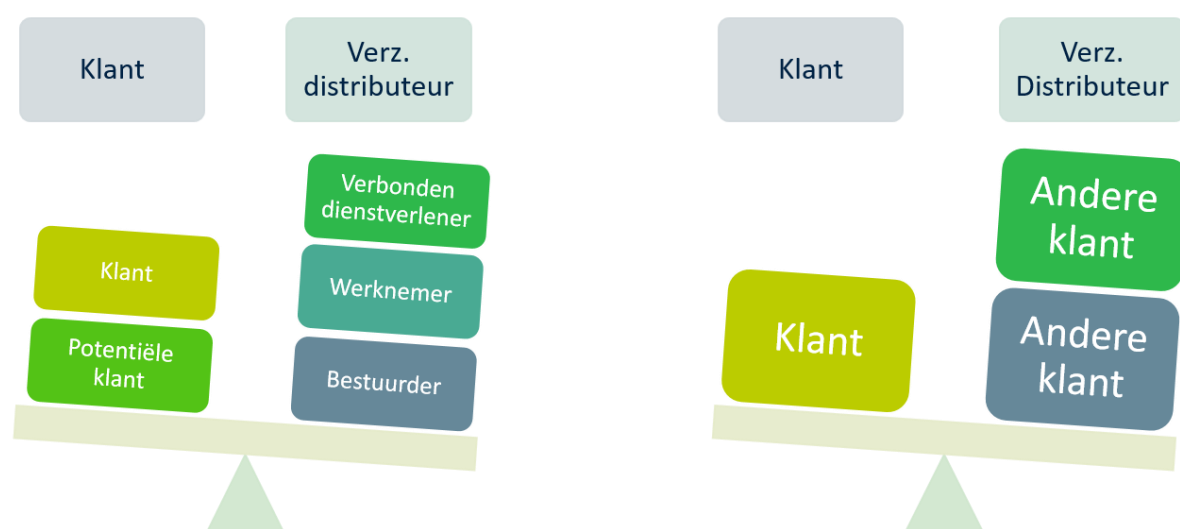 Klant
Verz.
distributeur
Verbonden
dienstverlener
Klant
Werknemer
Potentiële
klant
Bestuurder
Klant
Verz.
Distributeur
Andere
klant
Klant
Andere
klant